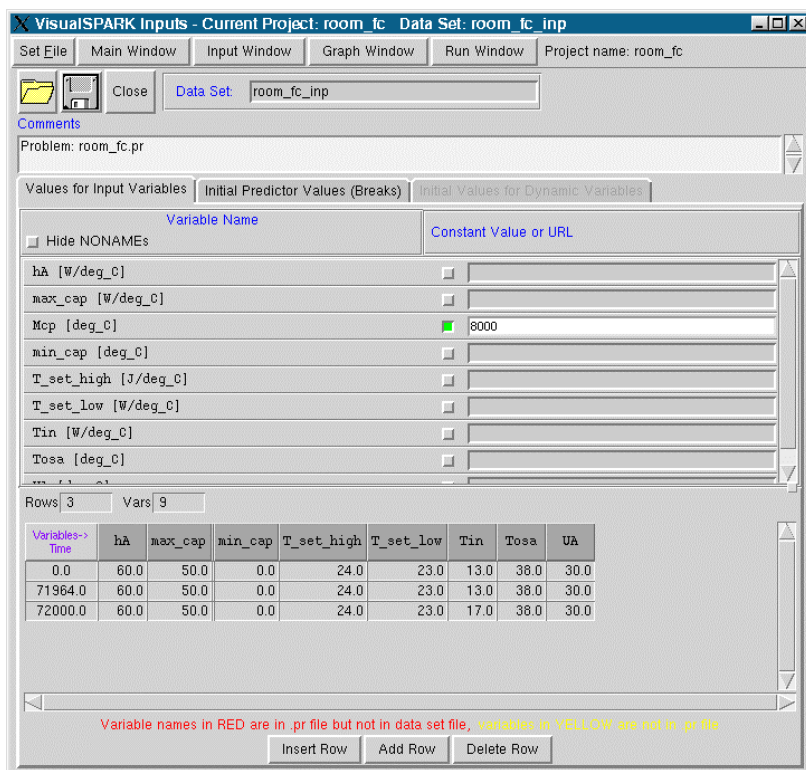 X VisualSPARK Inputs - Current Project: room_fc Data Set: room_fc_inp
Set File Main Window Input Window Graph Window Run Window Project name: room_fc
Close Data Set: room_fc_inp
Comments
Problem: room_fc.pr
Values for Input Variables Initial Predictor Values (Breaks) Initial Values for Dynamic Variables
Variable Name Constant Value or URL
Hide NONAMEs
hA [W/deg_C]
max_cap [W/deg_C]
Mcp [deg_C] 8000
min_cap [deg_C]
T_set_high [J/deg_C]
T_set_low [W/deg_C]
Tin [W/deg_C]
Tosa [deg_C]
Rows 3 Vars 9
Variables-> Time hA max_cap min_cap T_set_high T_set_low Tin Tosa UA
0.0 60.0 50.0 0.0 24.0 23.0 13.0 38.0 30.0
71964.0 60.0 50.0 0.0 24.0 23.0 13.0 38.0 30.0
72000.0 60.0 50.0 0.0 24.0 23.0 17.0 38.0 30.0
Variable names in RED are in .pr file but not in data set file, variables in YELLOW are not in .pr file
Insert Row Add Row Delete Row